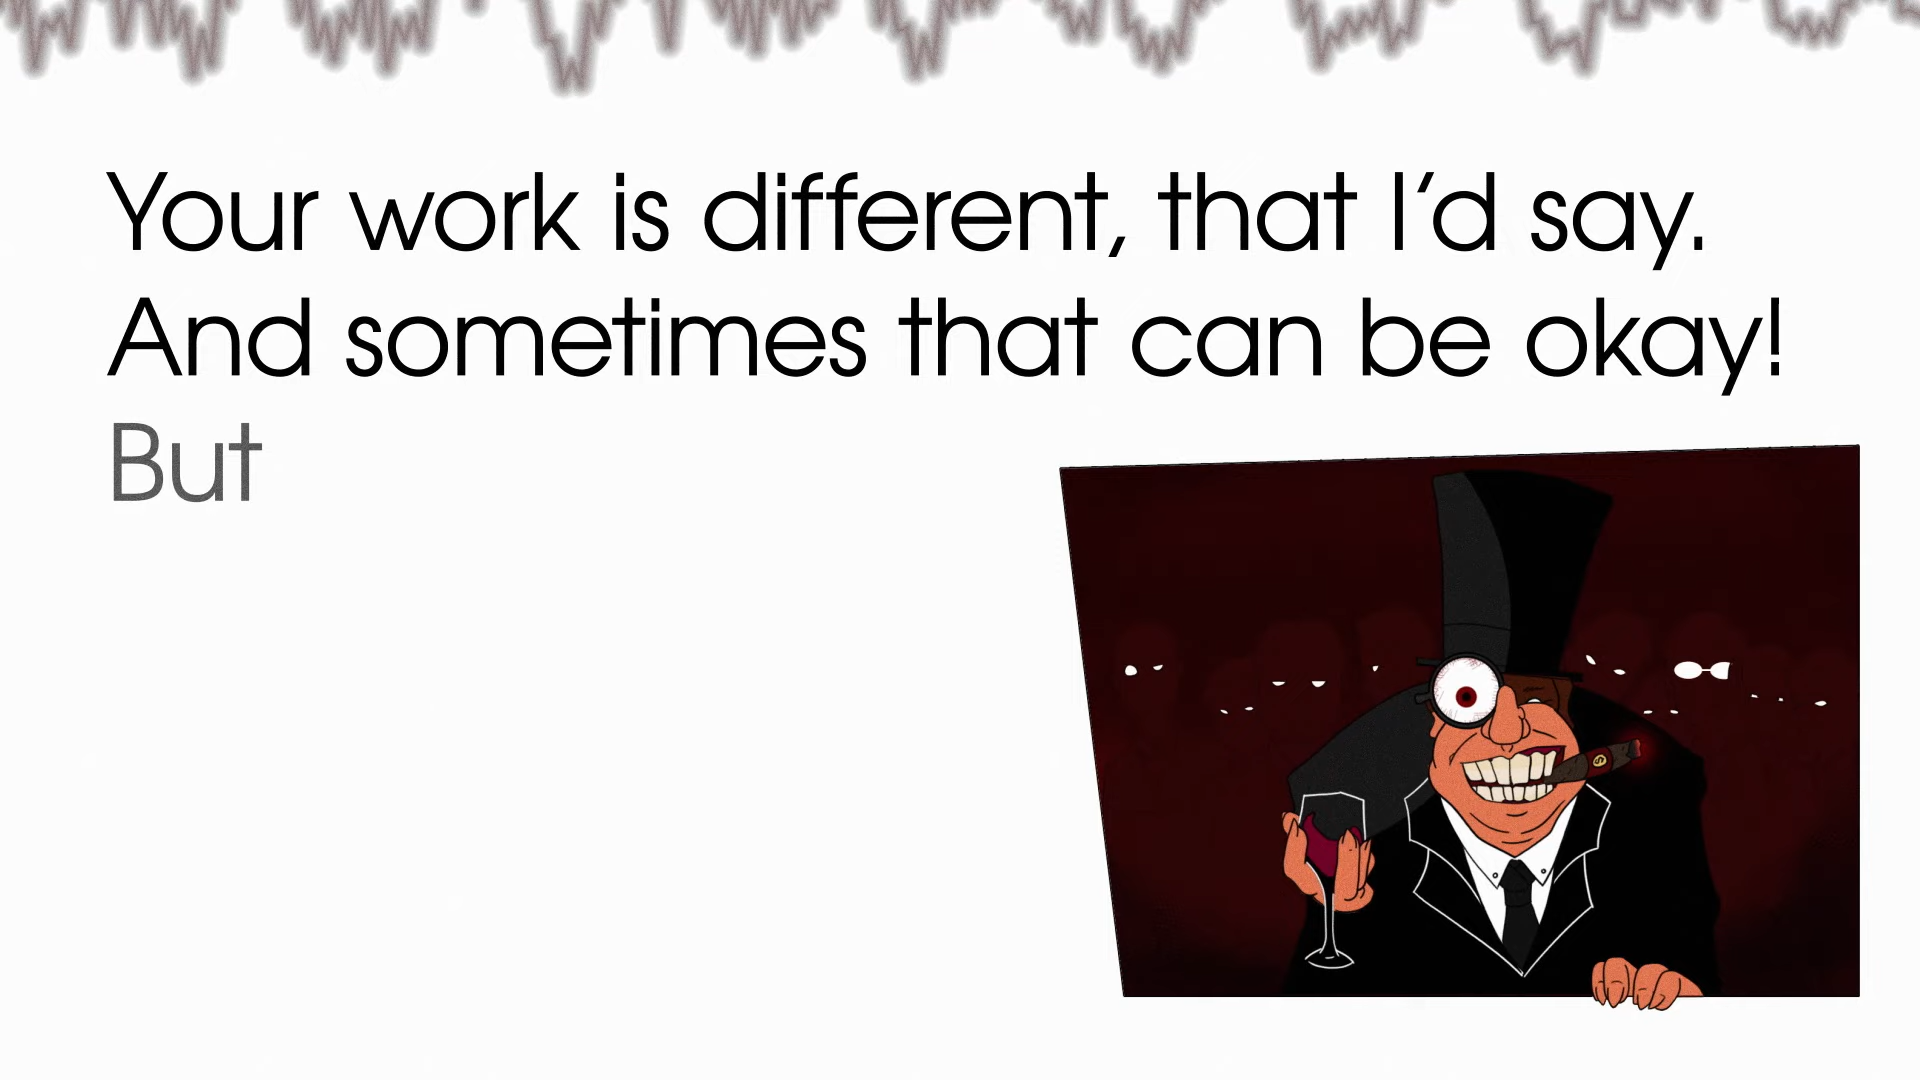 Your work is different, that I’d say.
And sometimes that can be okay!
But